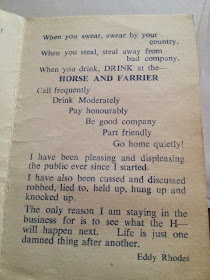 When you swear, swear by your
country.
When you steal, steal away from
bad company.
When you drink, DRINK at the—
HORSE AND FARRIER
Call frequently
Drink Moderately
Pay honourably
Be good company
Part friendly
Go home quietly!
I have been pleasing and displeasing
the public ever since I started.
I have also been cussed and discussed
robbed, lied to, held up, hung up and
knocked up.
The only reason I am staying in the
business for is to see what the H—
will happen next. Life is just one
damned thing after another.
Eddy Rhodes